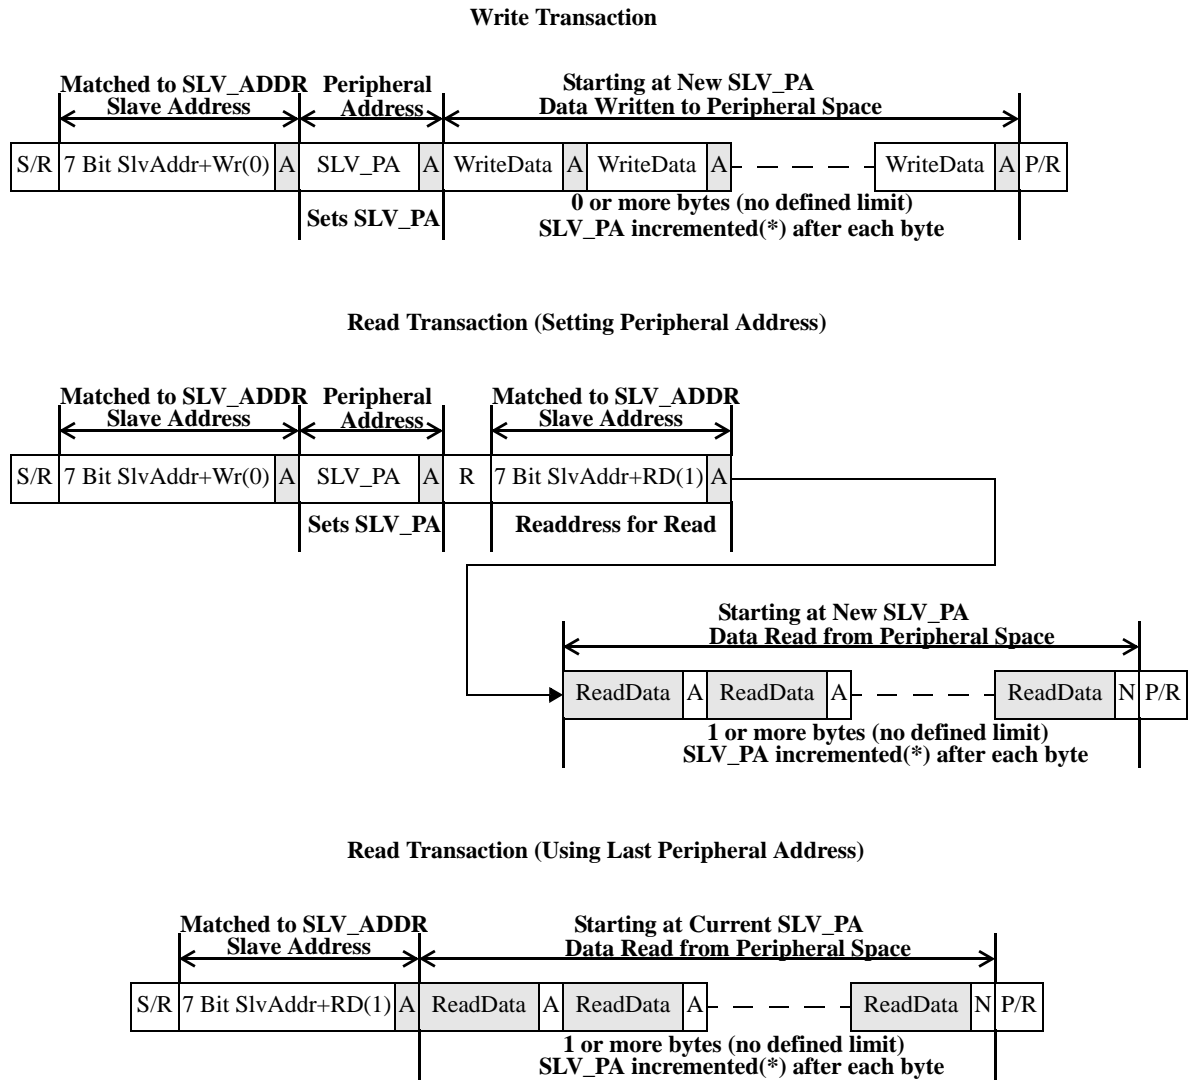 Write Transaction
Matched to SLV_ADDR Peripheral Starting at New SLV_PA
Slave Address Address Data Written to Peripheral Space
S/R 7 Bit SlvAddr+Wr(0) A SLV_PA A WriteData A WriteData A WriteData A P/R
0 or more bytes (no defined limit)
Sets SLV_PA SLV_PA incremented(*) after each byte
Read Transaction (Setting Peripheral Address)
Matched to SLV_ADDR Peripheral Matched to SLV_ADDR
Slave Address Address Slave Address
S/R 7 Bit SlvAddr+Wr(0) A SLV_PA A R 7 Bit SlvAddr+RD(1) A
Sets SLV_PA Readdress for Read
Starting at New SLV_PA
Data Read from Peripheral Space
ReadData A ReadData A ReadData N P/R
1 or more bytes (no defined limit)
SLV_PA incremented(*) after each byte
Read Transaction (Using Last Peripheral Address)
Matched to SLV_ADDR Starting at Current SLV_PA
Slave Address Data Read from Peripheral Space
S/R 7 Bit SlvAddr+RD(1) A ReadData A ReadData A ReadData N P/R
1 or more bytes (no defined limit)
SLV_PA incremented(*) after each byte